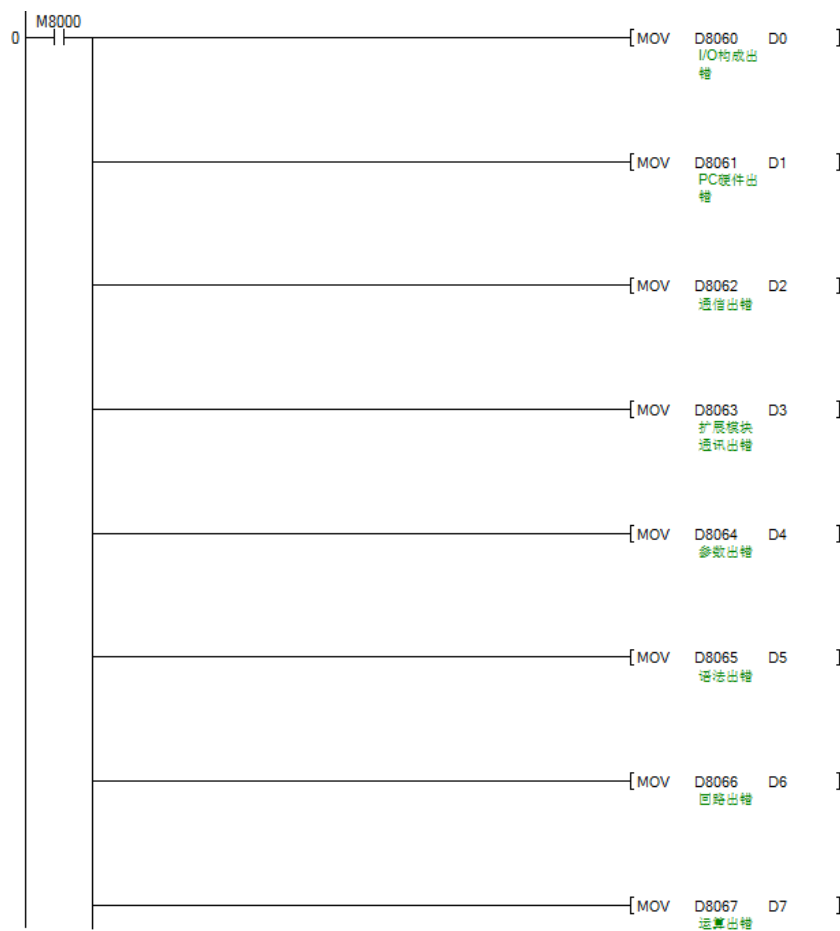 M8000
0
MOV D8060 D0
I/O构成出
错
MOV D8061 D1
PC硬件出
错
MOV D8062 D2
通信出错
MOV D8063 D3
扩展模块
通讯出错
MOV D8064 D4
参数出错
MOV D8065 D5
语法出错
MOV D8066 D6
回路出错
MOV D8067 D7
运算出错